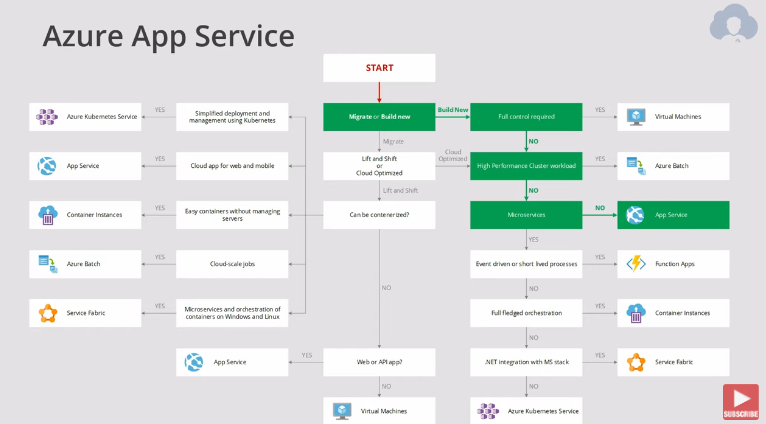 Azure App Service
START
Migrate or Build new
Build New
Full control required
YES
Virtual Machines
Azure Kubernetes Service
YES
Simplified deployment and
management using Kubernetes
Migrate
NO
App Service
YES
Cloud app for web and mobile
Lift and Shift
or
Cloud Optimized
Cloud
Optimized
High Performance Cluster workload
YES
Azure Batch
Lift and Shift
NO
Container Instances
YES
Easy containers without managing
servers
Can be contenerized?
Microservices
NO
App Service
YES
Azure Batch
YES
Cloud-scale jobs
Event driven or short lived processes
YES
Function Apps
NO
NO
Service Fabric
YES
Microservices and orchestration of
containers on Windows and Linux
Full fledged orchestration
YES
Container Instances
NO
App Service
YES
Web or API app?
.NET integration with MS stack
YES
Service Fabric
NO
NO
Virtual Machines
Azure Kubernetes Service
SUBSCRIBE